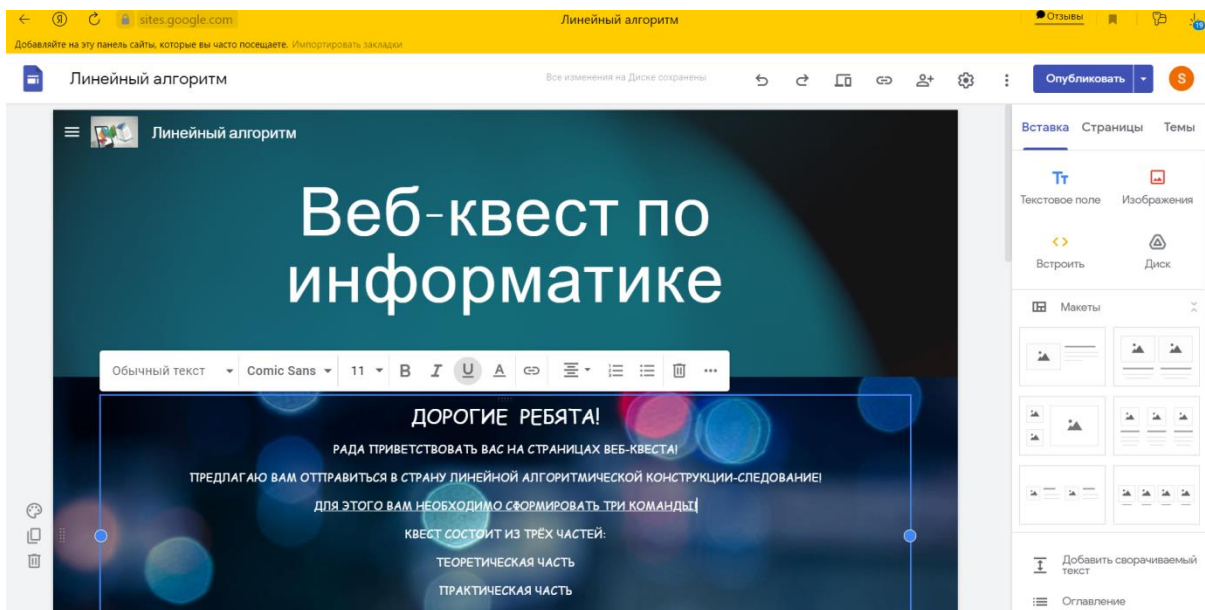 sites.google.com
Линейный алгоритм
Отзывы
Добавляйте на эту панель сайты, которые вы часто посещаете. Импортировать закладки
Линейный алгоритм
Все изменения на Диске сохранены
Опубликовать
S
Линейный алгоритм
Веб-квест по
информатике
Обычный текст
Comic Sans
11
B I U A
ДОРОГИЕ РЕБЯТА!
РАДА ПРИВЕТСТВОВАТЬ ВАС НА СТРАНИЦАХ ВЕБ-КВЕСТА!
ПРЕДЛАГАЮ ВАМ ОТПРАВИТЬСЯ В СТРАНУ ЛИНЕЙНОЙ АЛГОРИТМИЧЕСКОЙ КОНСТРУКЦИИ-СЛЕДОВАНИЕ!
ДЛЯ ЭТОГО ВАМ НЕОБХОДИМО СФОРМИРОВАТЬ ТРИ КОМАНДЫ!
КВЕСТ СОСТОИТ ИЗ ТРЁХ ЧАСТЕЙ:
ТЕОРЕТИЧЕСКАЯ ЧАСТЬ
ПРАКТИЧЕСКАЯ ЧАСТЬ
Вставка Страницы Темы
Тт
Текстовое поле Изображения
Встроить Диск
Макеты
Добавить сворачиваемый
текст
Оглавление